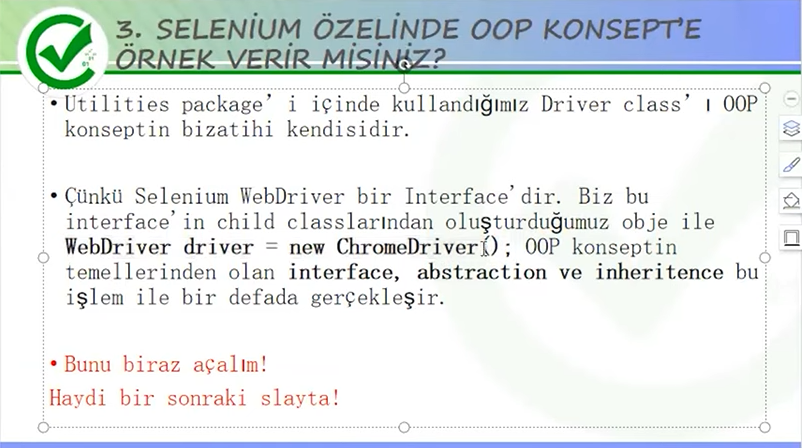 3. SELENİUM ÖZELİNDE OOP KONSEPT'E
ÖRNEK VERİR MİSİNİZ?
• Utilities package' i içinde kullandığımız Driver class' ı OOP
konseptin bizatihi kendisidir.
• Çünkü Selenium WebDriver bir Interface'dir. Biz bu
interface'in child classlarından oluşturduğumuz obje ile
WebDriver driver = new ChromeDriver(); OOP konseptin
temellerinden olan interface, abstraction ve inheritence bu
işlem ile bir defada gerçekleşir.
• Bunu biraz açalım!
Haydi bir sonraki slayta!